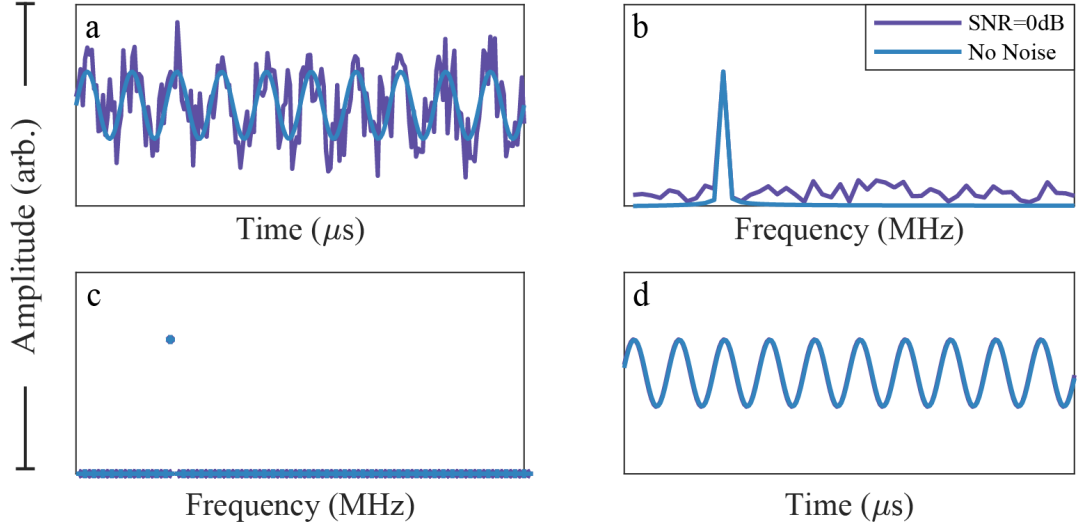 a
b
SNR=0dB
No Noise
Time (μs)
Frequency (MHz)
Amplitude (arb.)
c
d
Frequency (MHz)
Time (μs)